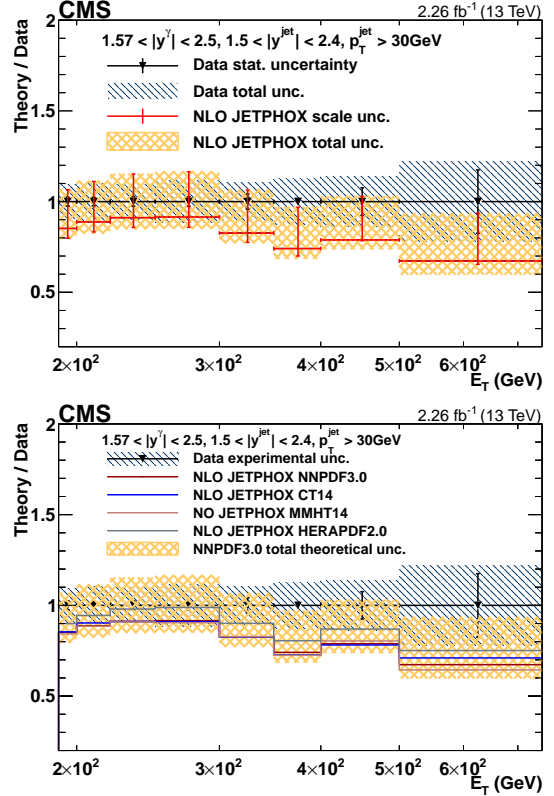 CMS 2.26 fb⁻¹ (13 TeV)
1.57 < |y^γ| < 2.5, 1.5 < |y^jet| < 2.4, p_T^jet > 30GeV
Data stat. uncertainty
Data total unc.
NLO JETPHOX scale unc.
NLO JETPHOX total unc.
Theory / Data
2
1.5
1
0.5
2×10² 3×10² 4×10² 5×10² 6×10²
E_T (GeV)
CMS 2.26 fb⁻¹ (13 TeV)
1.57 < |y^γ| < 2.5, 1.5 < |y^jet| < 2.4, p_T^jet > 30GeV
Data experimental unc.
NLO JETPHOX NNPDF3.0
NLO JETPHOX CT14
NO JETPHOX MMHT14
NLO JETPHOX HERAPDF2.0
NNPDF3.0 total theoretical unc.
Theory / Data
2
1.5
1
0.5
2×10² 3×10² 4×10² 5×10² 6×10²
E_T (GeV)